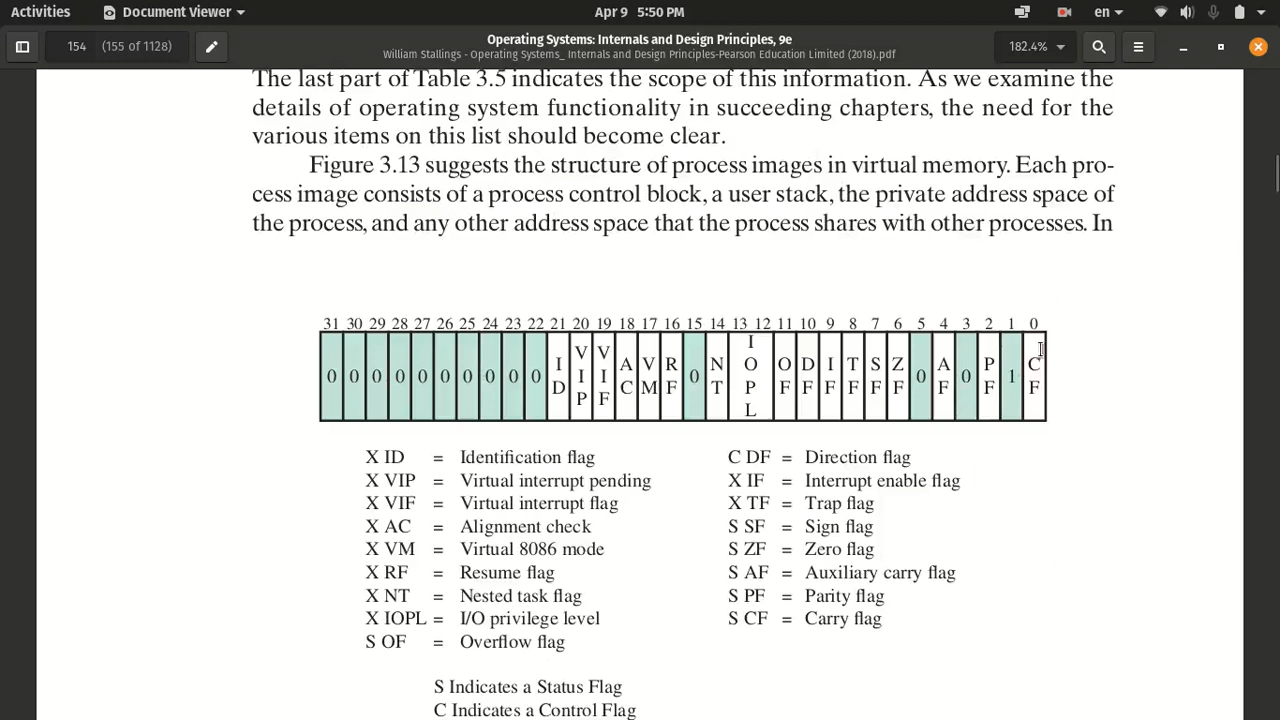 Activities Document Viewer Apr 9 5:50 PM en
154 (155 of 1128) Operating Systems: Internals and Design Principles, 9e 182.4%
William Stallings - Operating Systems_ Internals and Design Principles-Pearson Education Limited (2018).pdf
The last part of Table 3.5 indicates the scope of this information. As we examine the
details of operating system functionality in succeeding chapters, the need for the
various items on this list should become clear.
Figure 3.13 suggests the structure of process images in virtual memory. Each pro-
cess image consists of a process control block, a user stack, the private address space of
the process, and any other address space that the process shares with other processes. In
31 30 29 28 27 26 25 24 23 22 21 20 19 18 17 16 15 14 13 12 11 10 9 8 7 6 5 4 3 2 1 0
0 0 0 0 0 0 0 0 0 0 ID VIP VIF AC VM RF 0 NT IOPL OF DF IF TF SF ZF 0 AF 0 PF 1 CF
X ID = Identification flag
X VIP = Virtual interrupt pending
X VIF = Virtual interrupt flag
X AC = Alignment check
X VM = Virtual 8086 mode
X RF = Resume flag
X NT = Nested task flag
X IOPL = I/O privilege level
S OF = Overflow flag
C DF = Direction flag
X IF = Interrupt enable flag
X TF = Trap flag
S SF = Sign flag
S ZF = Zero flag
S AF = Auxiliary carry flag
S PF = Parity flag
S CF = Carry flag
S Indicates a Status Flag
C Indicates a Control Flag